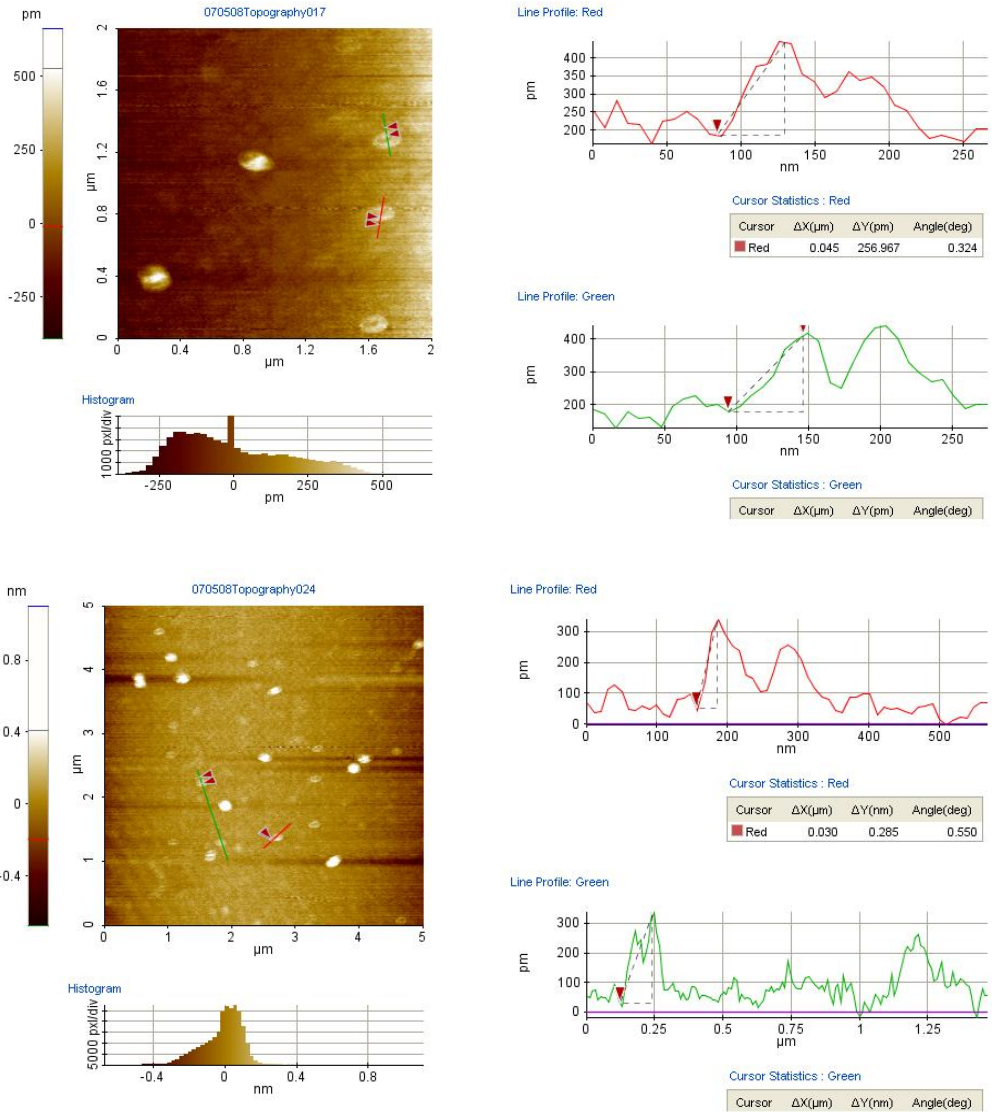 070508Topography017
pm
500
250
0
-250
2
1.6
1.2
0.8
0.4
0
µm
0 0.4 0.8 1.2 1.6 2
µm
Histogram
1000 pxl/div
-250 0 250 500
pm
Line Profile: Red
pm
400
350
300
250
200
0 50 100 150 200 250
nm
Cursor Statistics : Red
Cursor ΔX(µm) ΔY(pm) Angle(deg)
Red 0.045 256.967 0.324
Line Profile: Green
pm
400
300
200
0 50 100 150 200 250
nm
Cursor Statistics : Green
Cursor ΔX(µm) ΔY(pm) Angle(deg)
070508Topography024
nm
0.8
0.4
0
-0.4
5
4
3
2
1
0
µm
0 1 2 3 4 5
µm
Histogram
5000 pxl/div
-0.4 0 0.4 0.8
nm
Line Profile: Red
pm
300
200
100
0
0 100 200 300 400 500
nm
Cursor Statistics : Red
Cursor ΔX(µm) ΔY(nm) Angle(deg)
Red 0.030 0.285 0.550
Line Profile: Green
pm
300
200
100
0
0 0.25 0.5 0.75 1 1.25
µm
Cursor Statistics : Green
Cursor ΔX(µm) ΔY(nm) Angle(deg)